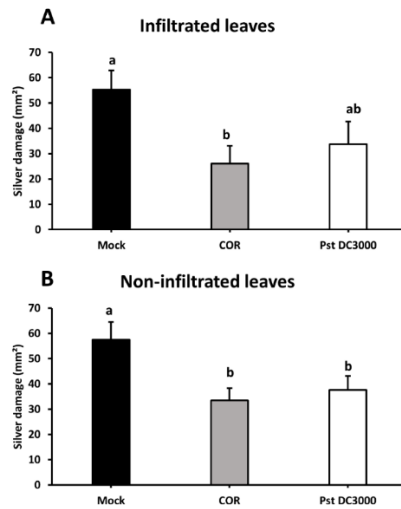 A
Infiltrated leaves
Silver damage (mm²)
70
60
50
40
30
20
10
0
a
b
ab
Mock COR Pst DC3000
B
Non-infiltrated leaves
Silver damage (mm²)
70
60
50
40
30
20
10
0
a
b
b
Mock COR Pst DC3000